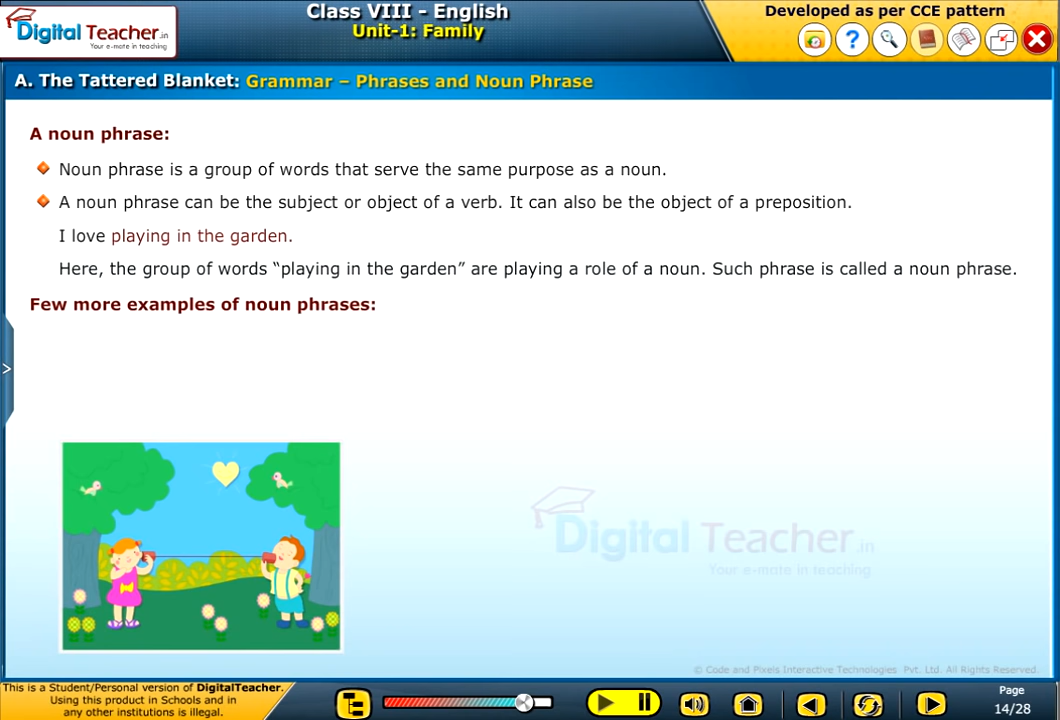 Class VIII - English
Developed as per CCE pattern
Digital Teacher.in
Your e-mate in teaching
Unit-1: Family
A. The Tattered Blanket: Grammar – Phrases and Noun Phrase
A noun phrase:
Noun phrase is a group of words that serve the same purpose as a noun.
A noun phrase can be the subject or object of a verb. It can also be the object of a preposition.
I love playing in the garden.
Here, the group of words “playing in the garden” are playing a role of a noun. Such phrase is called a noun phrase.
Few more examples of noun phrases:
Digital Teacher.in
Your e-mate in teaching
© Code and Pixels Interactive Technologies. Pvt. Ltd. All Rights Reserved.
This is a Student/Personal version of DigitalTeacher.
Using this product in Schools and in
any other institutions is illegal.
Page
14/28